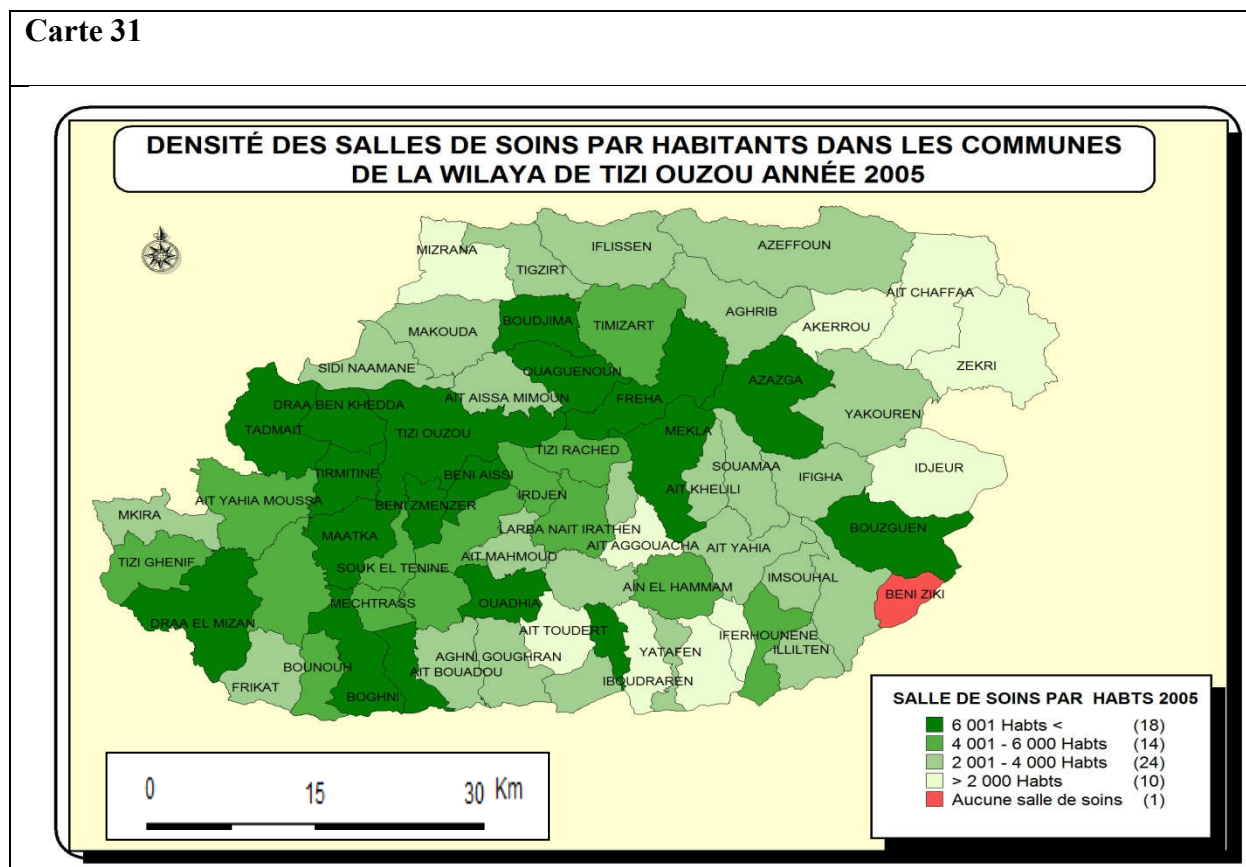 Carte 31
DENSITÉ DES SALLES DE SOINS PAR HABITANTS DANS LES COMMUNES
DE LA WILAYA DE TIZI OUZOU ANNÉE 2005
MIZRANA
TIGZIRT
IFLISSEN
AZEFFOUN
AIT CHAFFAA
MAKOUDA
BOUDJIMA
TIMIZART
AGHRIB
AKERROU
ZEKRI
SIDI NAAMANE
OUAGUENOUN
AZAZGA
DRAA BEN KHEDDA
AIT AISSA MIMOUN
FREHA
YAKOUREN
TADMAIT
TIZI OUZOU
MEKLA
TIZI RACHED
SOUAMAA
IDJEUR
TIRMITINE
BENI AISSI
IFIGHA
AIT YAHIA MOUSSA
BENI ZMENZER
IRDJEN
AIT KHELILI
MKIRA
LARBA NAIT IRATHEN
BOUZGUEN
MAATKA
AIT AGGOUACHA
AIT YAHIA
TIZI GHENIF
SOUK EL TENINE
AIT MAHMOUD
AIN EL HAMMAM
IMSOUHAL
BENI ZIKI
MECHTRASS
OUADHIA
DRAA EL MIZAN
AIT TOUDERT
IFERHOUNENE
YATAFEN
ILLILTEN
BOUNOUH
AGHNI GOUGHRAN
AIT BOUADOU
IBOUDRAREN
FRIKAT
BOGHNI
SALLE DE SOINS PAR HABTS 2005
6 001 Habts < (18)
4 001 - 6 000 Habts (14)
2 001 - 4 000 Habts (24)
> 2 000 Habts (10)
Aucune salle de soins (1)
0 15 30 Km